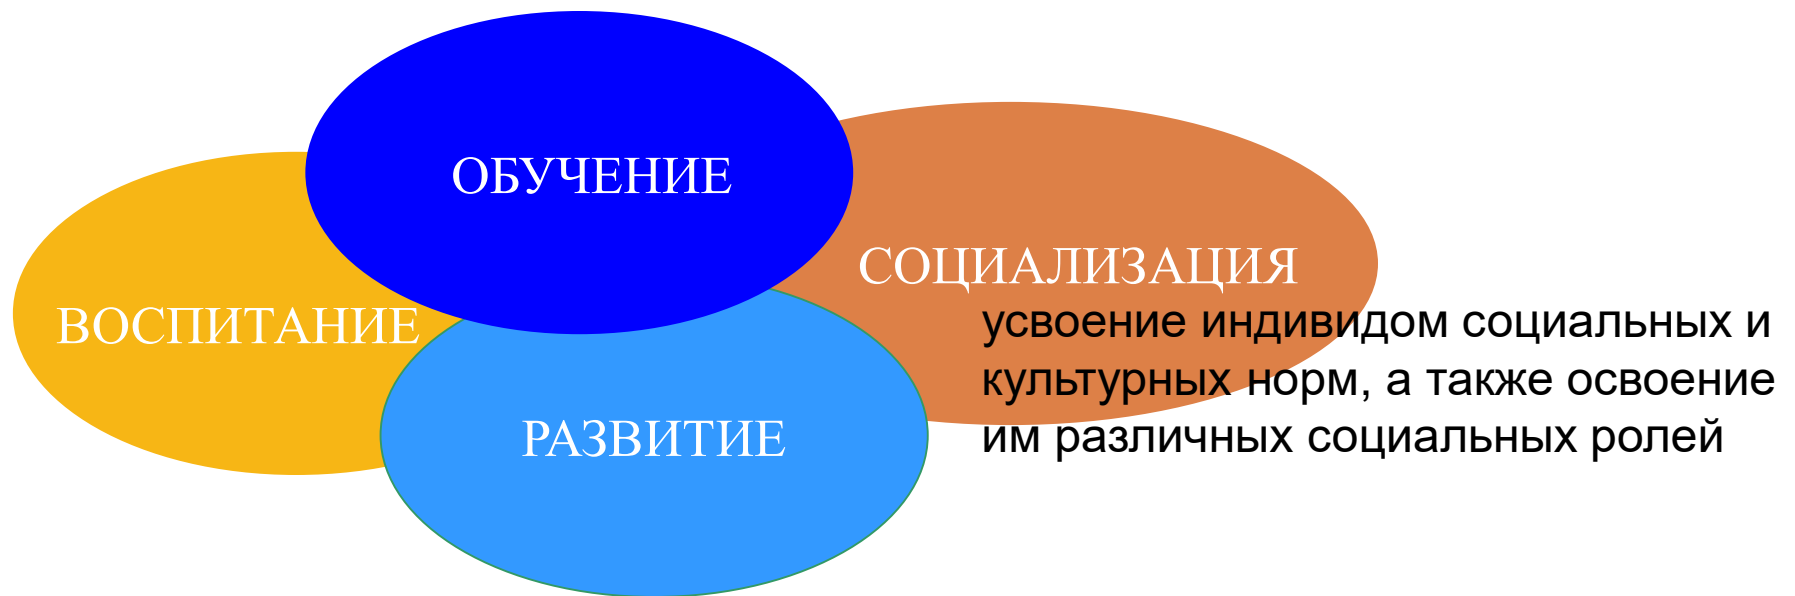 ОБУЧЕНИЕ
СОЦИАЛИЗАЦИЯ
ВОСПИТАНИЕ
усвоение индивидом социальных и
культурных норм, а также освоение
им различных социальных ролей
РАЗВИТИЕ